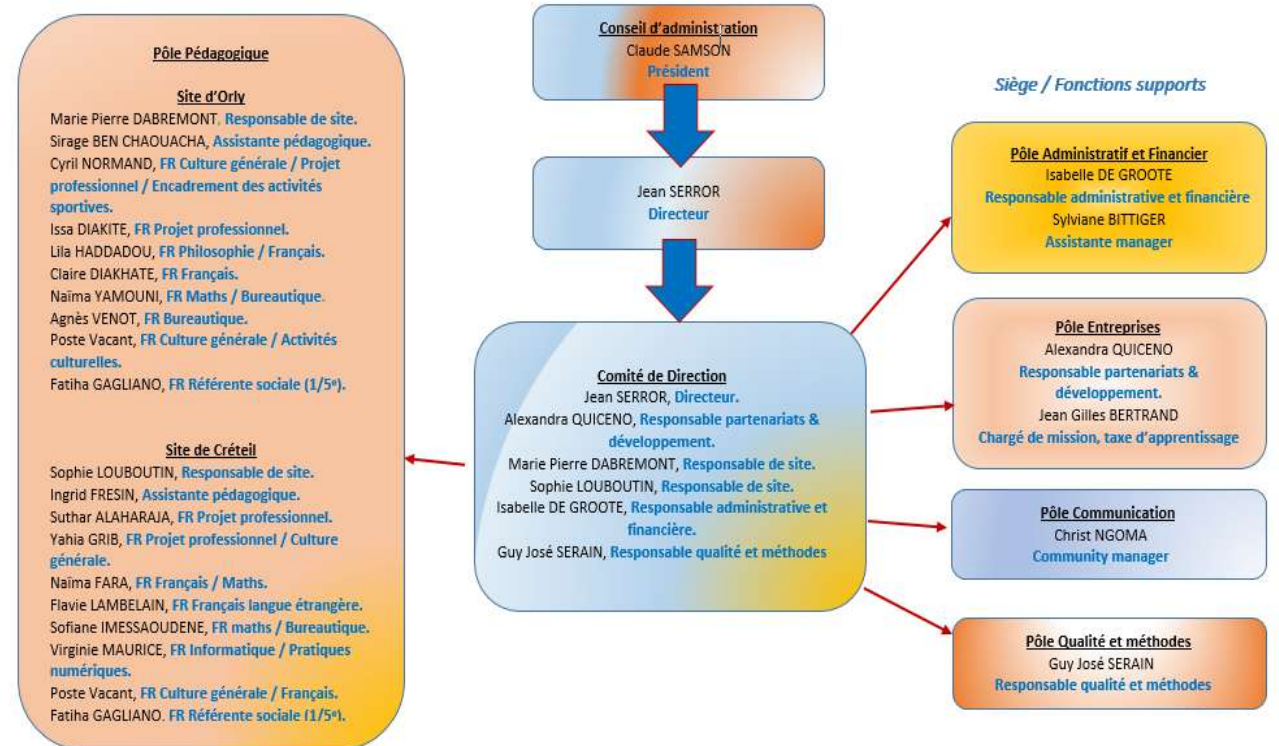 Pôle Pédagogique
Site d'Orly
Marie Pierre DABREMONT, Responsable de site.
Sirage BEN CHAOUACHA, Assistante pédagogique.
Cyril NORMAND, FR Culture générale / Projet
professionnel / Encadrement des activités
sportives.
Issa DIAKITE, FR Projet professionnel.
Lila HADDADOU, FR Philosophie / Français.
Claire DIAKHATE, FR Français.
Naïma YAMOUNI, FR Maths / Bureautique.
Agnès VENOT, FR Bureautique.
Poste Vacant, FR Culture générale / Activités
culturelles.
Fatiha GAGLIANO, FR Référente sociale (1/5e).
Site de Créteil
Sophie LOUBOUTIN, Responsable de site.
Ingrid FRESIN, Assistante pédagogique.
Suthar ALAHARAJA, FR Projet professionnel.
Yahia GRIB, FR Projet professionnel / Culture
générale.
Naïma FARA, FR Français / Maths.
Flavie LAMBELAIN, FR Français langue étrangère.
Sofiane IMESSAOUDENE, FR maths / Bureautique.
Virginie MAURICE, FR Informatique / Pratiques
numériques.
Poste Vacant, FR Culture générale / Français.
Fatiha GAGLIANO. FR Référente sociale (1/5e).
Conseil d'administration
Claude SAMSON
Président
Jean SERROR
Directeur
Comité de Direction
Jean SERROR, Directeur.
Alexandra QUICENO, Responsable partenariats &
développement.
Marie Pierre DABREMONT, Responsable de site.
Sophie LOUBOUTIN, Responsable de site.
Isabelle DE GROOTE, Responsable administrative et
financière.
Guy José SERAIN, Responsable qualité et méthodes
Siège / Fonctions supports
Pôle Administratif et Financier
Isabelle DE GROOTE
Responsable administrative et financière
Sylviane BITTIGER
Assistante manager
Pôle Entreprises
Alexandra QUICENO
Responsable partenariats &
développement.
Jean Gilles BERTRAND
Chargé de mission, taxe d'apprentissage
Pôle Communication
Christ NGOMA
Community manager
Pôle Qualité et méthodes
Guy José SERAIN
Responsable qualité et méthodes